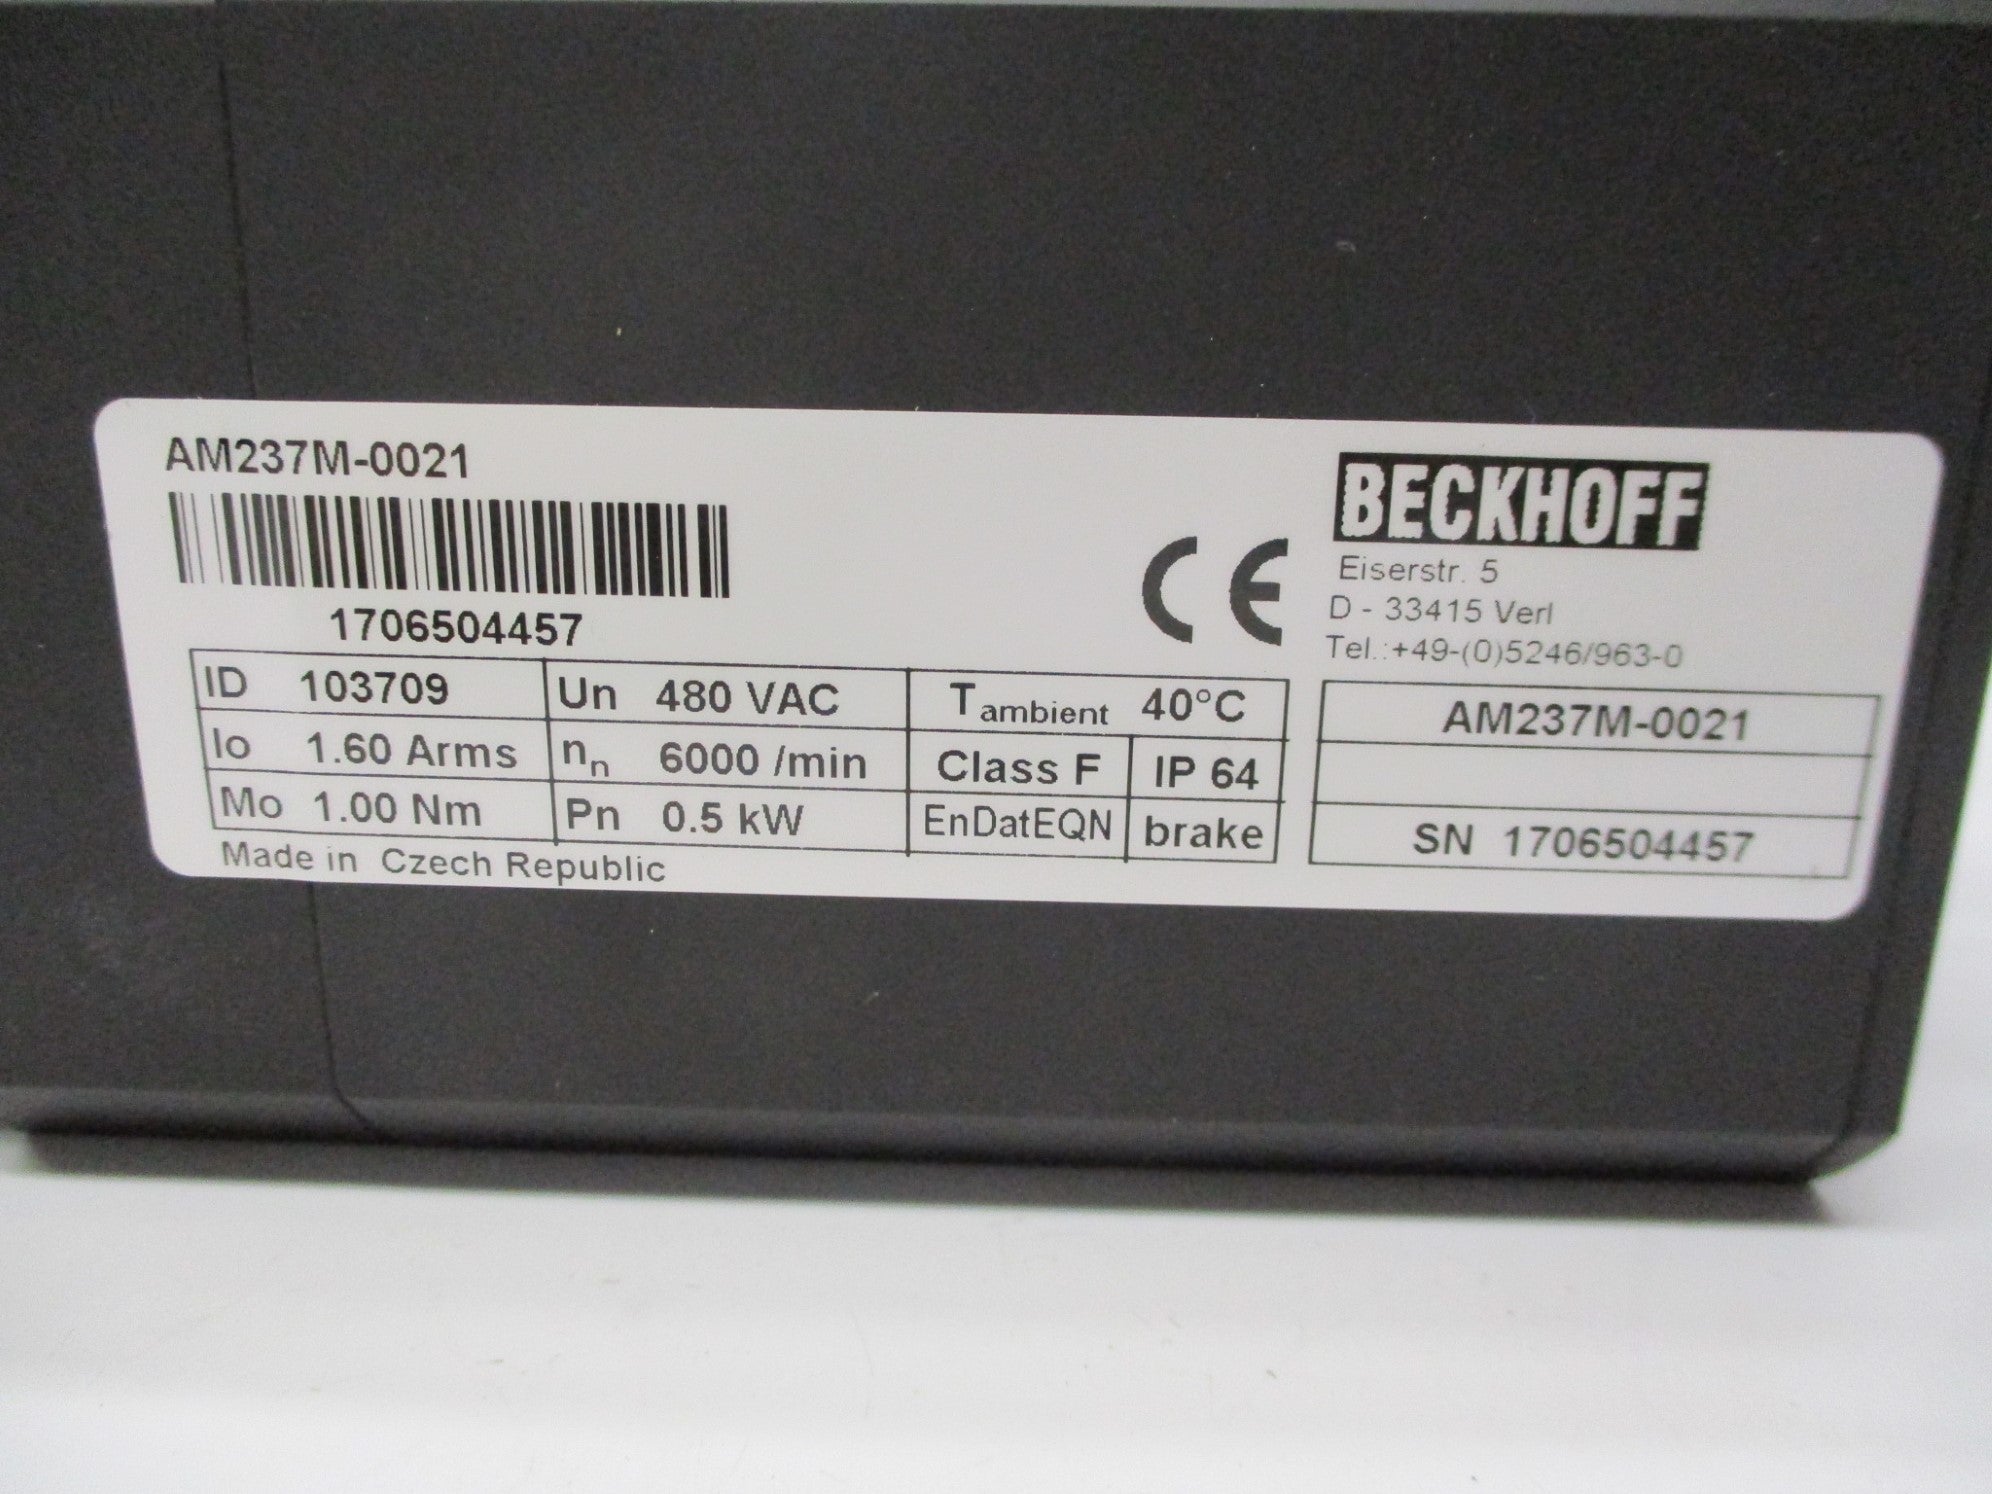 AM237M-0021
1706504457
ID 103709 Un 480 VAC Tambient 40°C
Io 1.60 Arms nn 6000 /min Class F IP 64
Mo 1.00 Nm Pn 0.5 kW EnDatEQN brake
Made in Czech Republic
BECKHOFF
Eiserstr. 5
D - 33415 Verl
Tel.:+49-(0)5246/963-0
AM237M-0021
SN 1706504457
CE